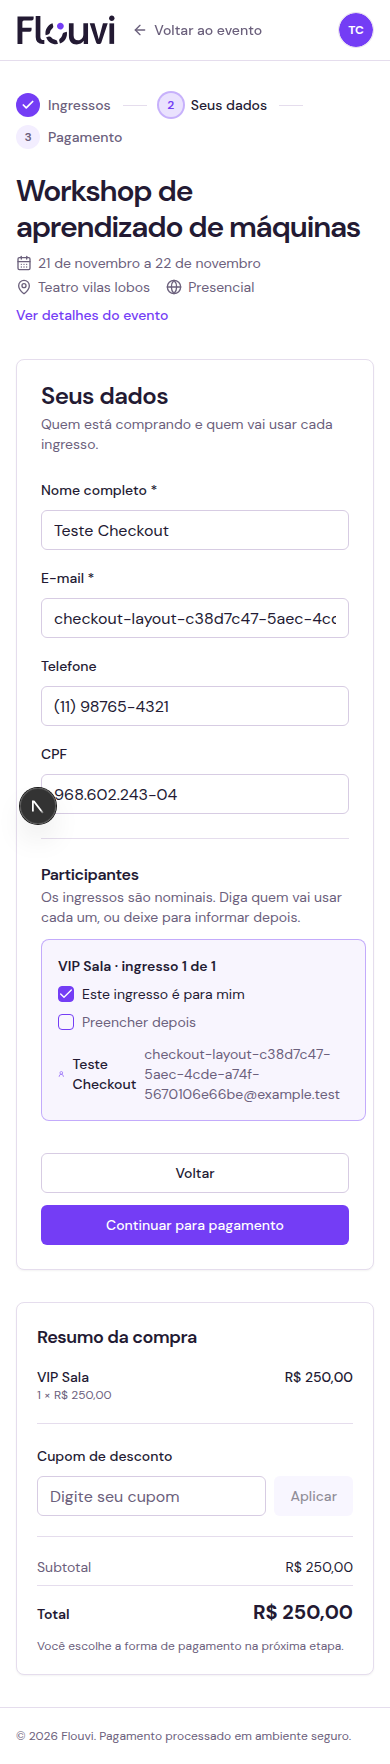 Flouvi
Voltar ao evento
TC
Ingressos
2 Seus dados
3 Pagamento
Workshop de
aprendizado de máquinas
21 de novembro a 22 de novembro
Teatro vilas lobos Presencial
Ver detalhes do evento
Seus dados
Quem está comprando e quem vai usar cada
ingresso.
Nome completo *
Teste Checkout
E-mail *
checkout-layout-c38d7c47-5aec-4cc
Telefone
(11) 98765-4321
CPF
968.602.243-04
Participantes
Os ingressos são nominais. Diga quem vai usar
cada um, ou deixe para informar depois.
VIP Sala · ingresso 1 de 1
Este ingresso é para mim
Preencher depois
Teste
Checkout
checkout-layout-c38d7c47-
5aec-4cde-a74f-
5670106e66be@example.test
Voltar
Continuar para pagamento
Resumo da compra
VIP Sala R$ 250,00
1 × R$ 250,00
Cupom de desconto
Digite seu cupom Aplicar
Subtotal R$ 250,00
Total R$ 250,00
Você escolhe a forma de pagamento na próxima etapa.
© 2026 Flouvi. Pagamento processado em ambiente seguro.